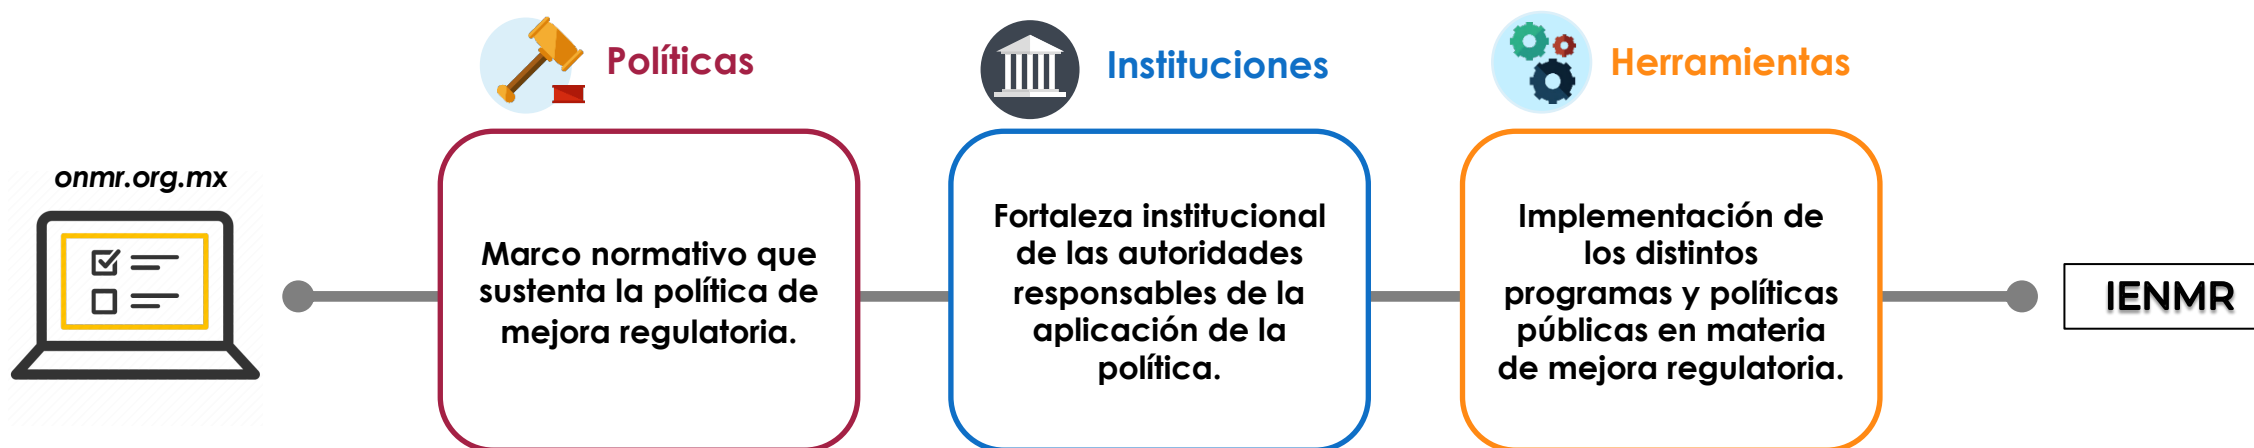 onmr.org.mx
Políticas
Marco normativo que
sustenta la política de
mejora regulatoria.
Instituciones
Fortaleza institucional
de las autoridades
responsables de la
aplicación de la
política.
Herramientas
Implementación de
los distintos
programas y políticas
públicas en materia
de mejora regulatoria.
IENMR